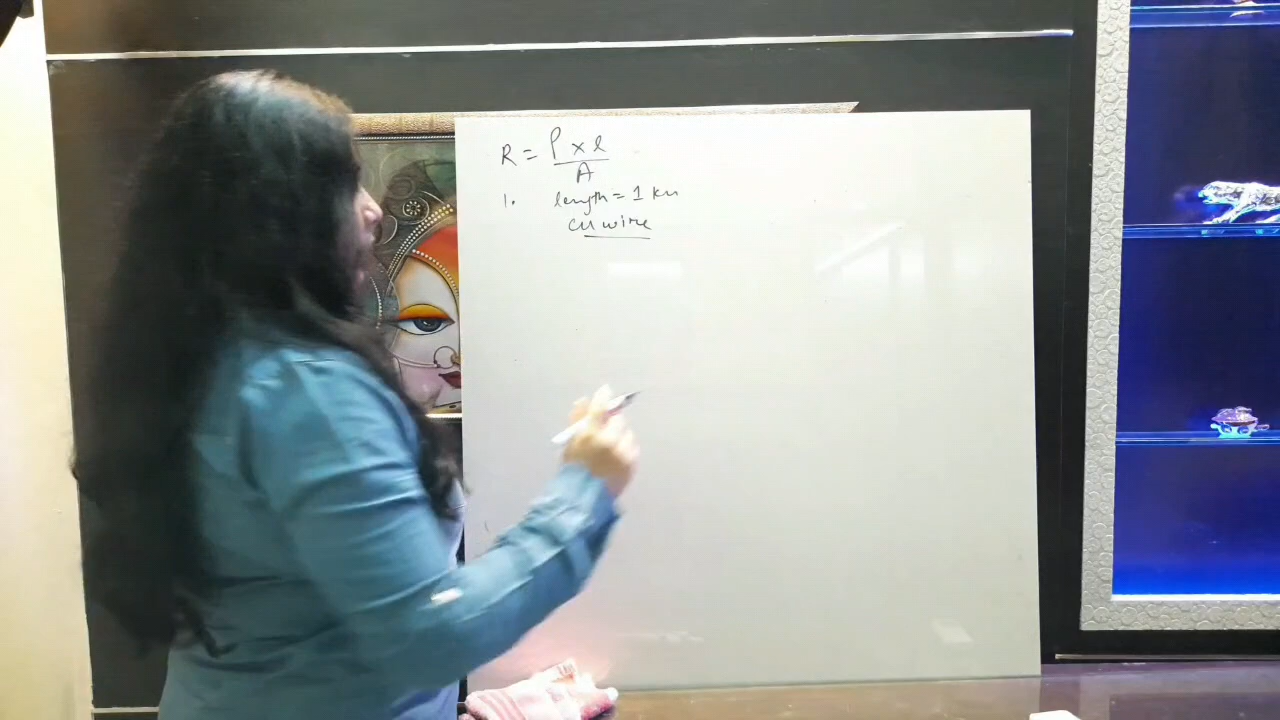 R = ρ x l / A
1. length = 1 km
Cu wire